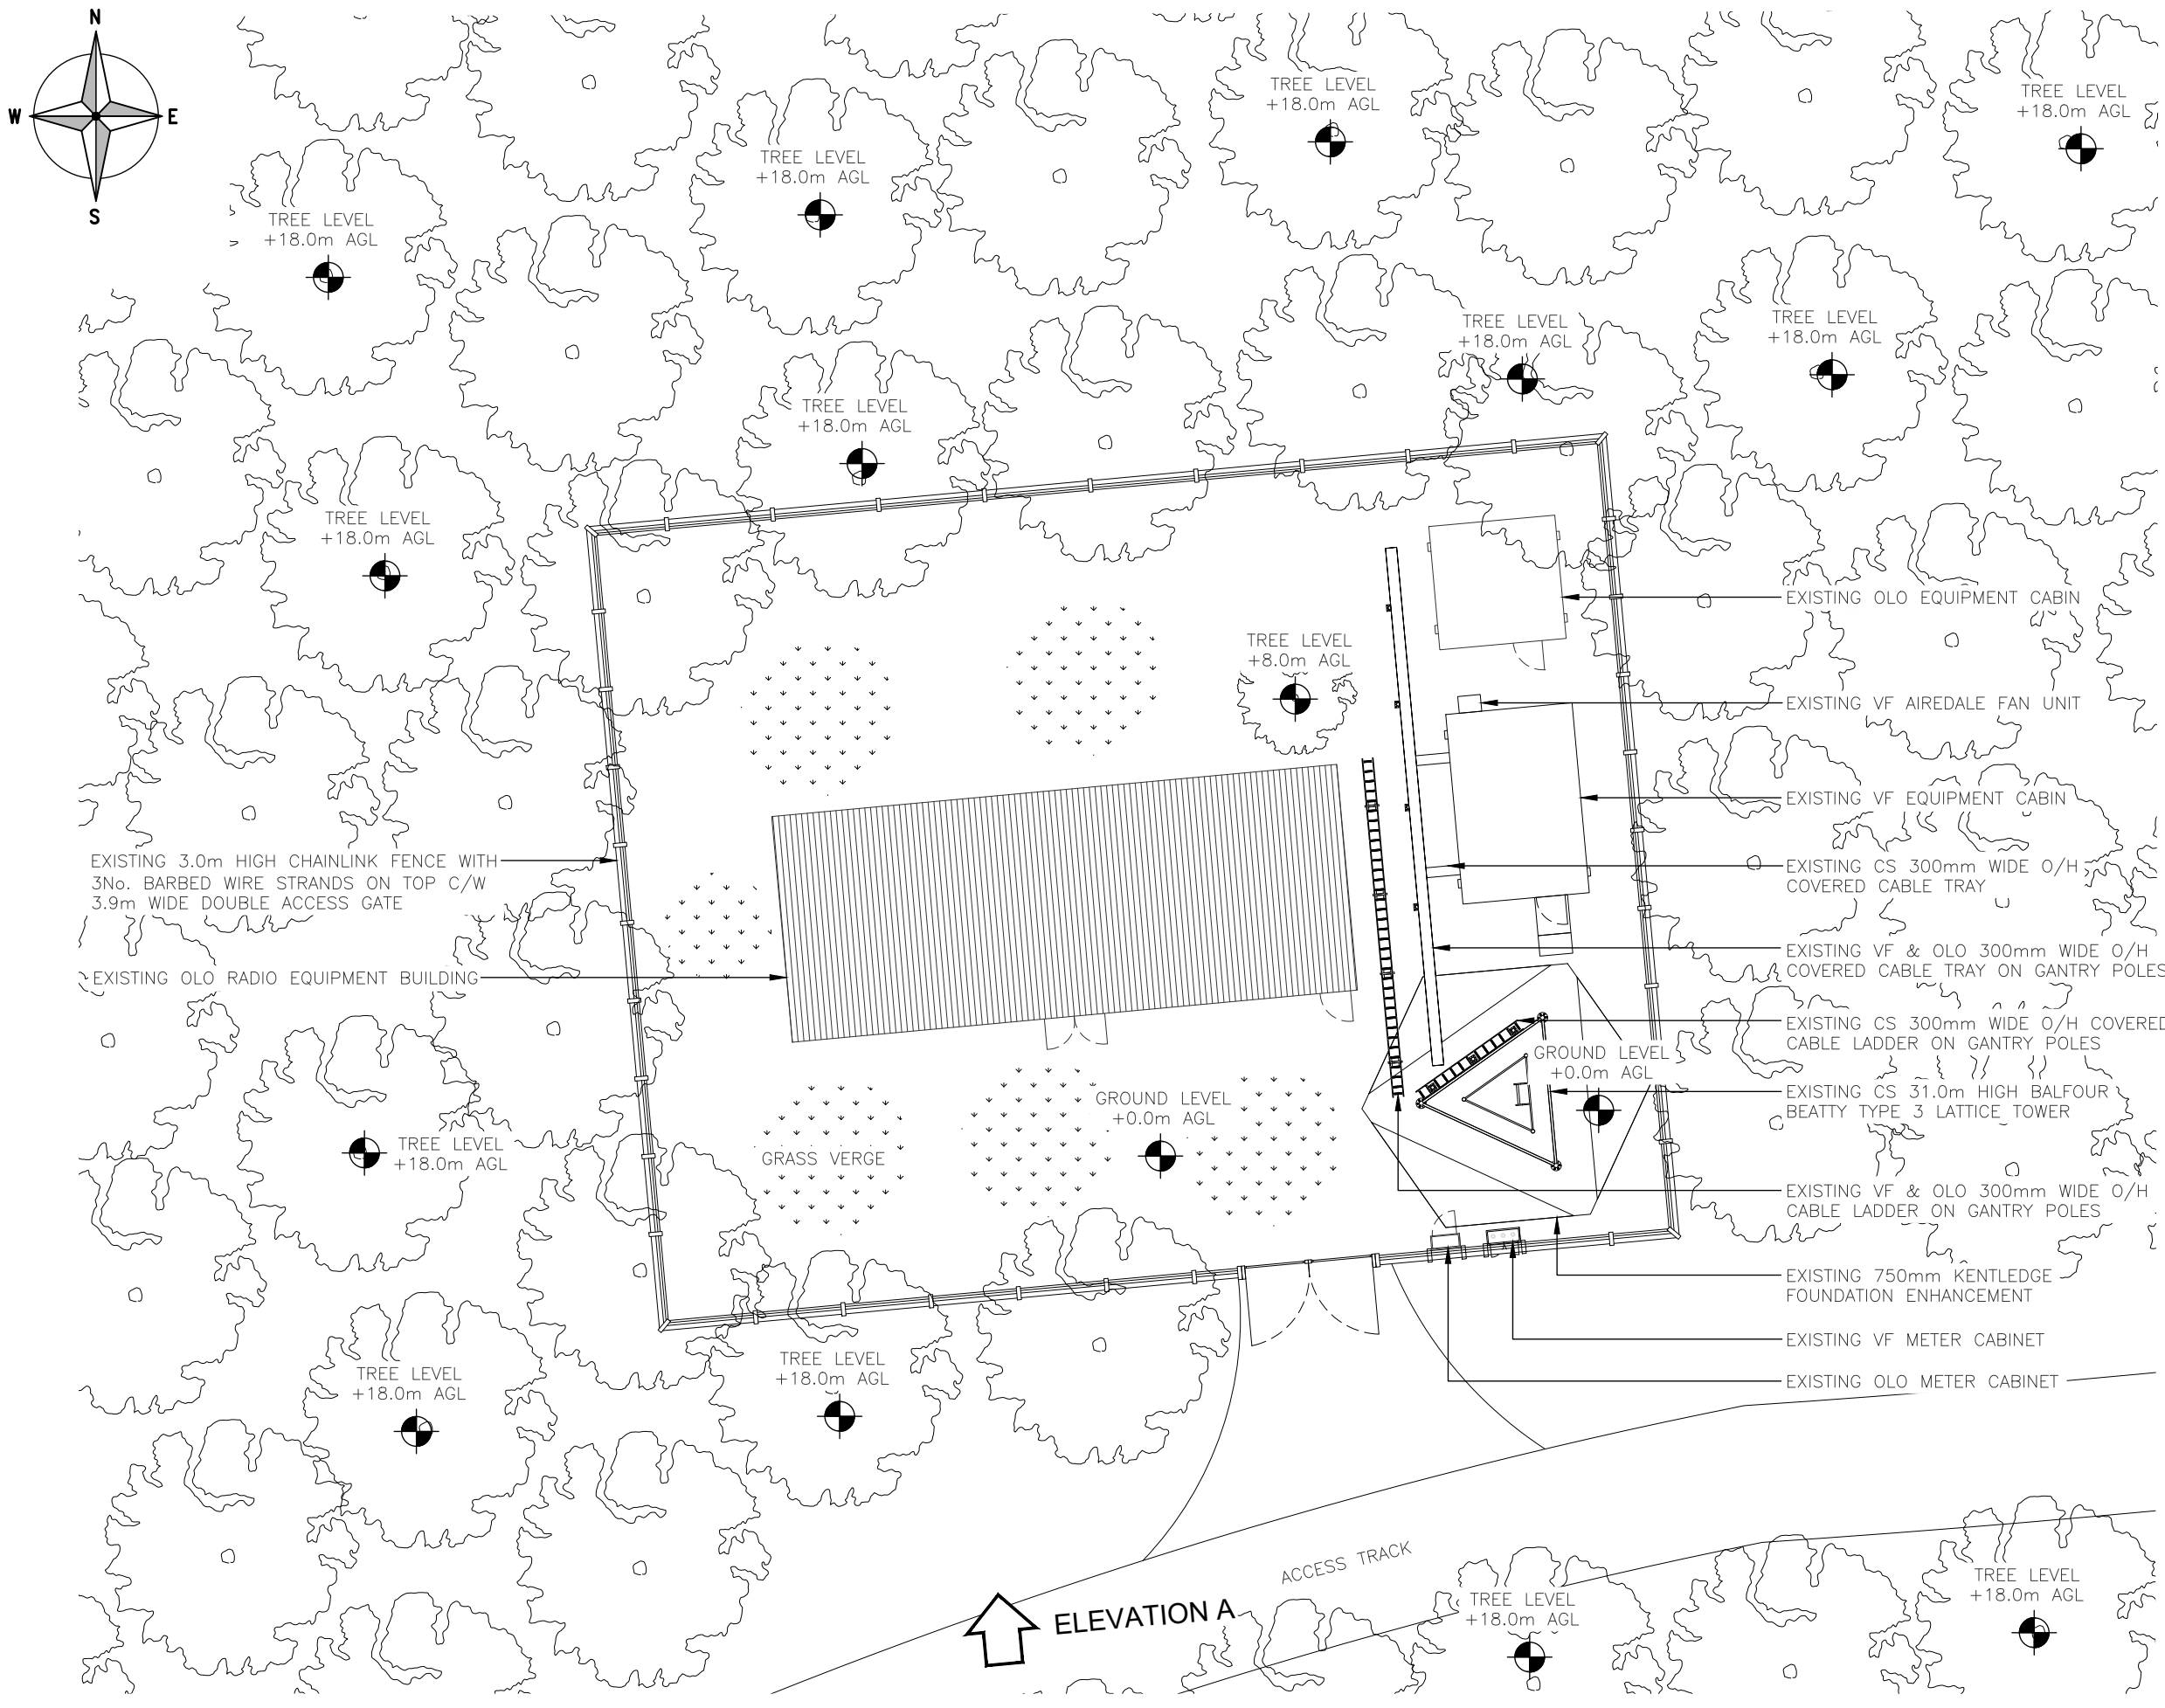 N
W
E
S
TREE LEVEL
+18.0m AGL
TREE LEVEL
+18.0m AGL
TREE LEVEL
+18.0m AGL
TREE LEVEL
+18.0m AGL
TREE LEVEL
+18.0m AGL
TREE LEVEL
+18.0m AGL
TREE LEVEL
+18.0m AGL
TREE LEVEL
+18.0m AGL
TREE LEVEL
+8.0m AGL
EXISTING OLO EQUIPMENT CABIN
EXISTING VF AIREDALE FAN UNIT
EXISTING VF EQUIPMENT CABIN
EXISTING 3.0m HIGH CHAINLINK FENCE WITH
3No. BARBED WIRE STRANDS ON TOP C/W
3.9m WIDE DOUBLE ACCESS GATE
EXISTING CS 300mm WIDE O/H
COVERED CABLE TRAY
EXISTING OLO RADIO EQUIPMENT BUILDING
EXISTING VF & OLO 300mm WIDE O/H
COVERED CABLE TRAY ON GANTRY POLES
EXISTING CS 300mm WIDE O/H COVERED
CABLE LADDER ON GANTRY POLES
GROUND LEVEL
+0.0m AGL
EXISTING CS 31.0m HIGH BALFOUR
BEATTY TYPE 3 LATTICE TOWER
GROUND LEVEL
+0.0m AGL
TREE LEVEL
+18.0m AGL
GRASS VERGE
EXISTING VF & OLO 300mm WIDE O/H
CABLE LADDER ON GANTRY POLES
EXISTING 750mm KENTLEDGE
FOUNDATION ENHANCEMENT
EXISTING VF METER CABINET
EXISTING OLO METER CABINET
TREE LEVEL
+18.0m AGL
TREE LEVEL
+18.0m AGL
ACCESS TRACK
ELEVATION A
TREE LEVEL
+18.0m AGL
TREE LEVEL
+18.0m AGL